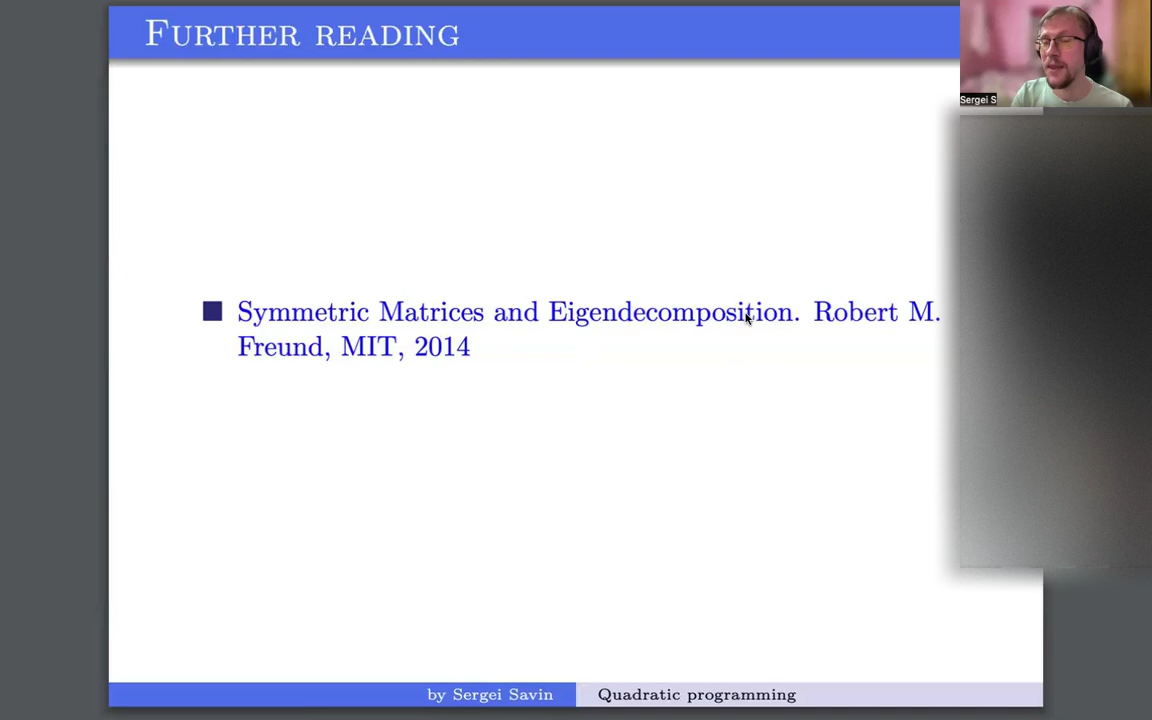 FURTHER READING
Sergei S
Symmetric Matrices and Eigendecomposition. Robert M.
Freund, MIT, 2014
by Sergei Savin
Quadratic programming